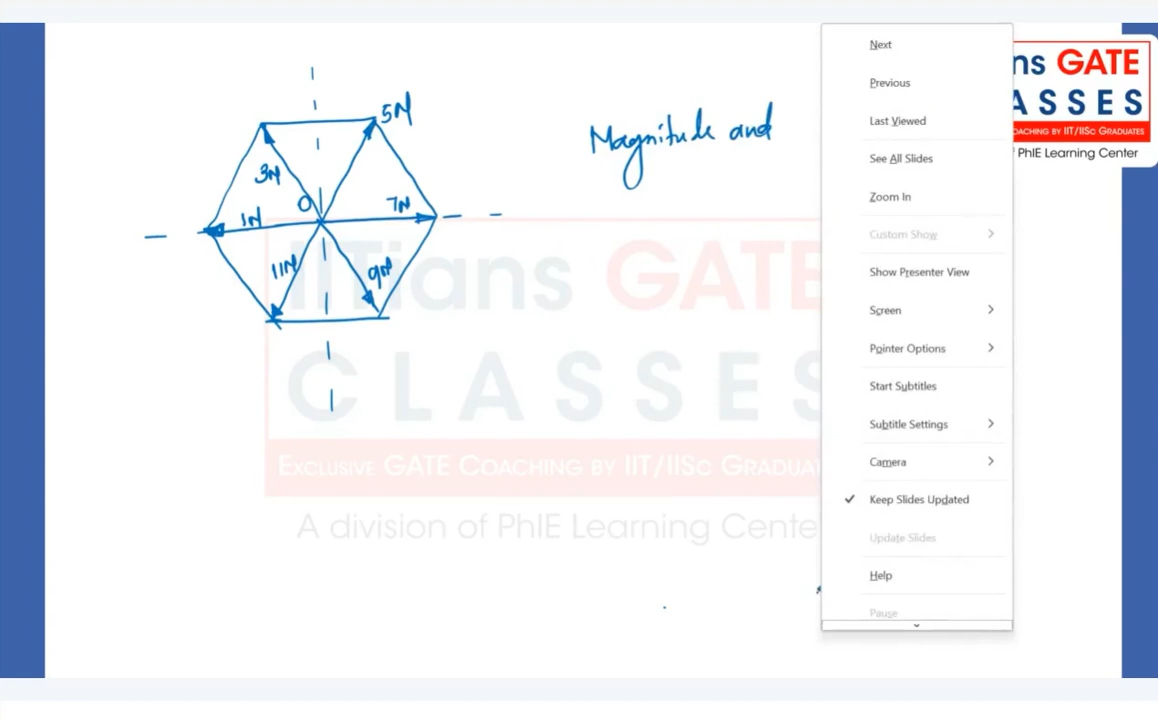 5N
3N
O
1N
7N
11N
9N
Magnitude and
IITians GATE
CLASSES
EXCLUSIVE GATE COACHING BY IIT/IISC GRADUA
A division of PhIE Learning Cente
Next
Previous
Last Viewed
See All Slides
Zoom In
Custom Show
Show Presenter View
Screen
Pointer Options
Start Subtitles
Subtitle Settings
Camera
Keep Slides Updated
Update Slides
Help
Pause
ns GATE
ASSES
OACHING BY IIT/IISC GRADUATES
PhIE Learning Center